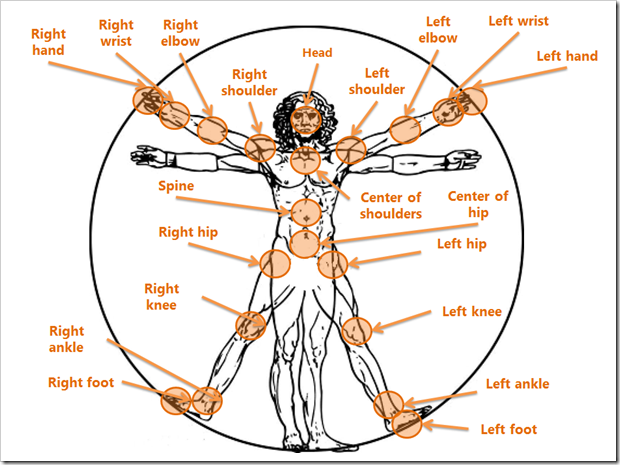 Right
hand
Right
wrist
Right
elbow
Left
elbow
Left wrist
Left hand
Right
shoulder
Head
Left
shoulder
Spine
Center of
shoulders
Center of
hip
Right hip
Left hip
Right
knee
Left knee
Right
ankle
Right foot
Left ankle
Left foot